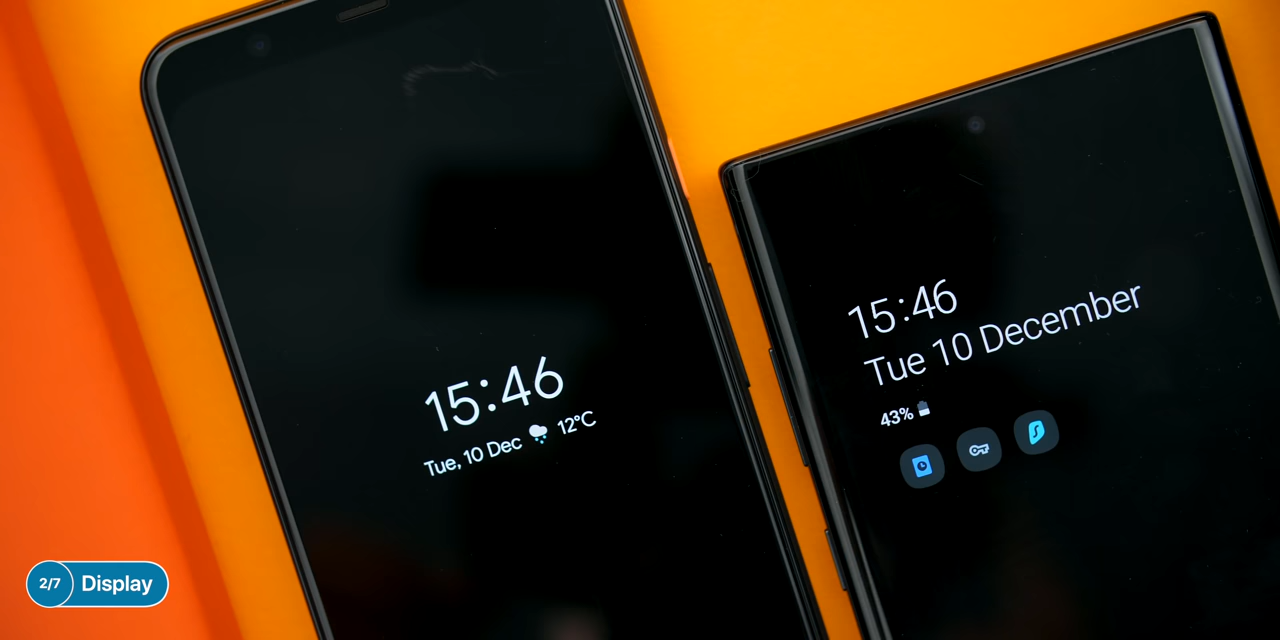 15:46
Tue, 10 Dec 12°C
15:46
Tue 10 December
43%
2/7 Display